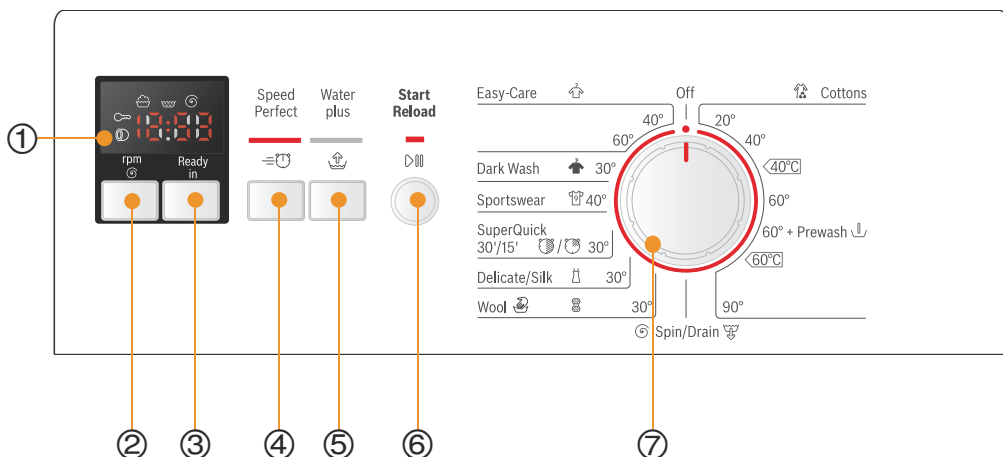 ①
18:88
rpm
Ready
in
Speed
Perfect
Water
plus
Start
Reload
Easy-Care
Off
Cottons
40°
60°
20°
40°
40°C
60°
60° + Prewash
60°C
90°
Dark Wash 30°
Sportswear 40°
SuperQuick
30'/15' / 30°
Delicate/Silk 30°
Wool 30°
Spin/Drain
② ③ ④ ⑤ ⑥ ⑦